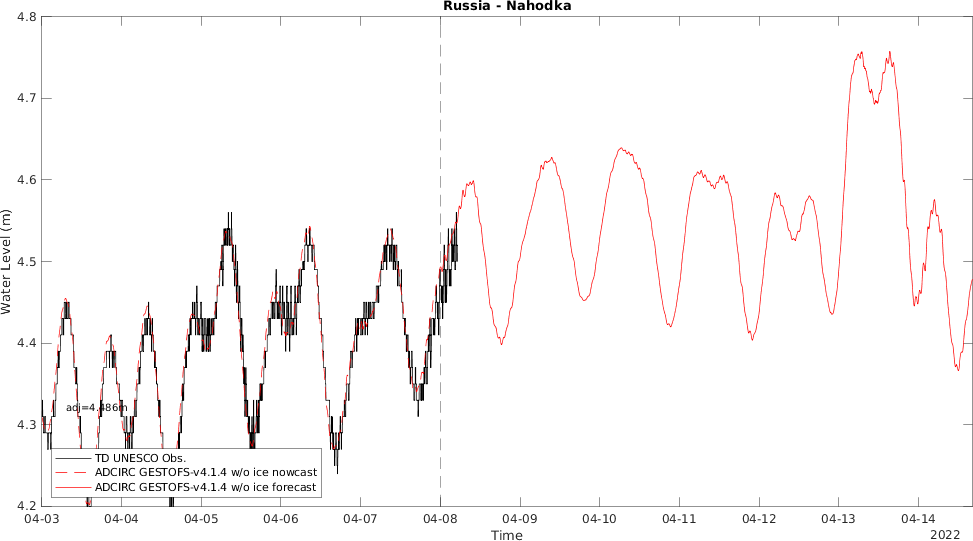 Russia - Nahodka
4.8
4.7
4.6
4.5
4.4
4.3
4.2
Water Level (m)
adj=4.486m
TD UNESCO Obs.
ADCIRC GESTOFS-v4.1.4 w/o ice nowcast
ADCIRC GESTOFS-v4.1.4 w/o ice forecast
04-03 04-04 04-05 04-06 04-07 04-08 04-09 04-10 04-11 04-12 04-13 04-14
Time
2022